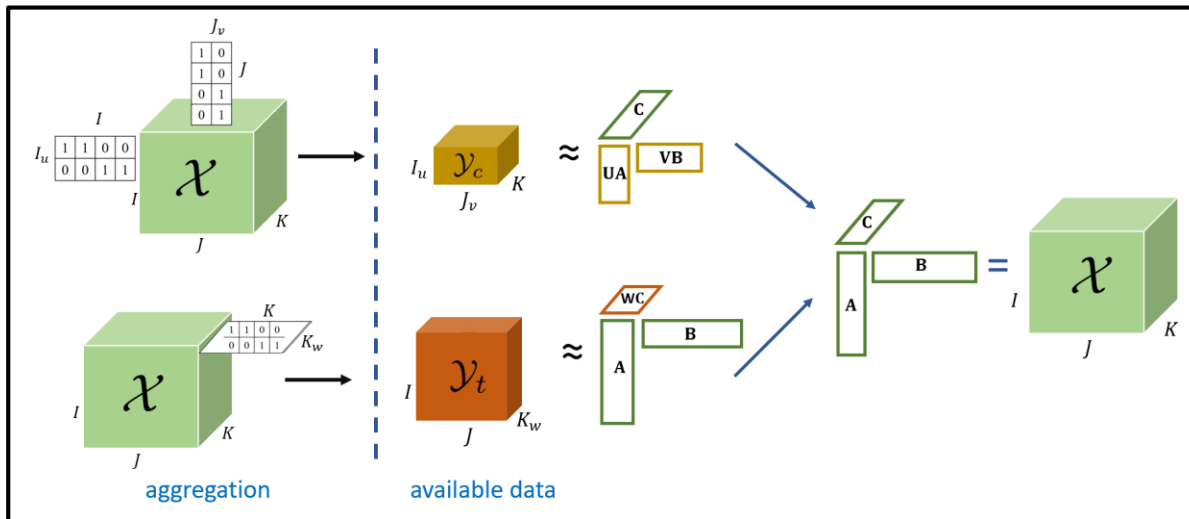 J_v
1 0
1 0
0 1
0 1
J
I
I_u
1 1 0 0
0 0 1 1
𝒳
I
J
K
I_u
𝒴_c
J_v
K
≈
C
UA
VB
K
1 1 0 0
0 0 1 1
K_w
𝒳
I
J
K
I
𝒴_t
J
K_w
≈
WC
A
B
C
A
B
=
I
𝒳
J
K
aggregation
available data